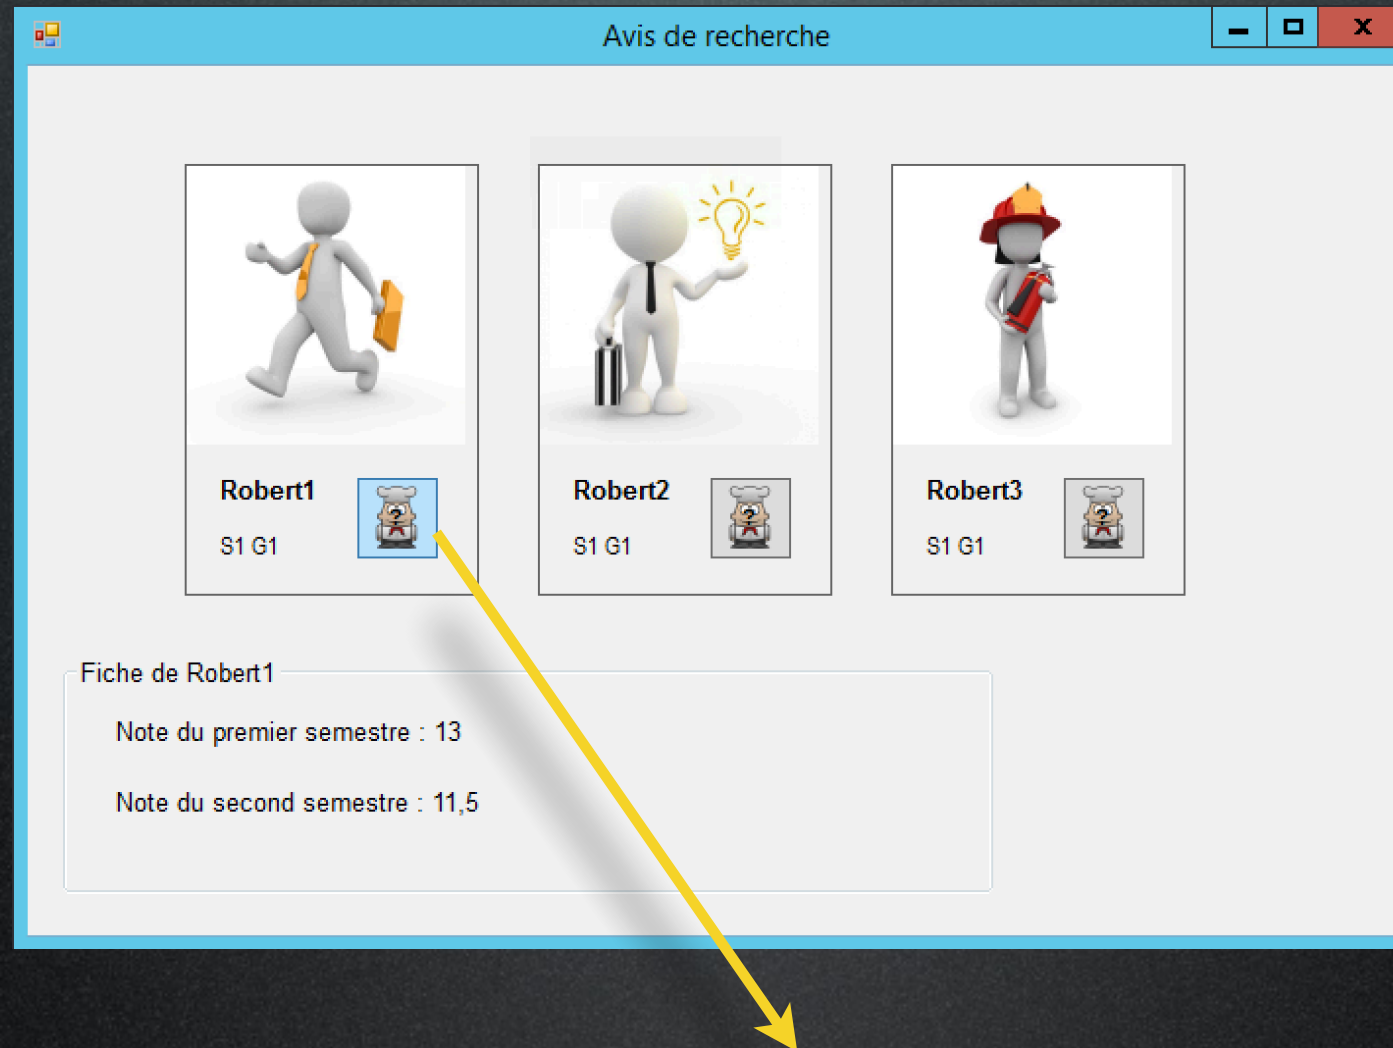 Avis de recherche
Robert1
S1 G1
Robert2
S1 G1
Robert3
S1 G1
Fiche de Robert1
Note du premier semestre : 13
Note du second semestre : 11,5